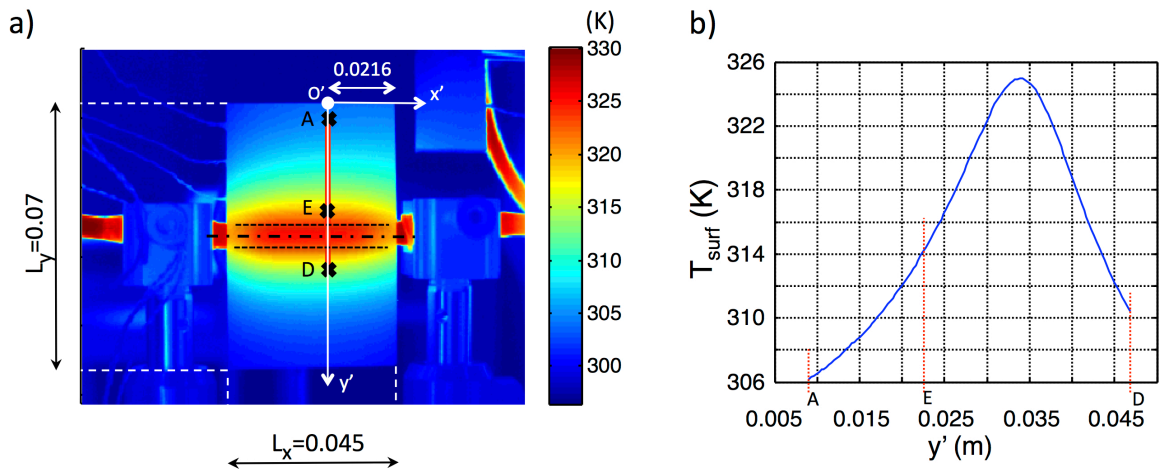 a)
(K)
330
325
320
315
310
305
300
0.0216
O'
x'
A
E
D
y'
Ly=0.07
Lx=0.045
b)
326
322
318
314
310
306
Tsurf (K)
A
E
D
0.005
0.015
0.025
0.035
0.045
y' (m)